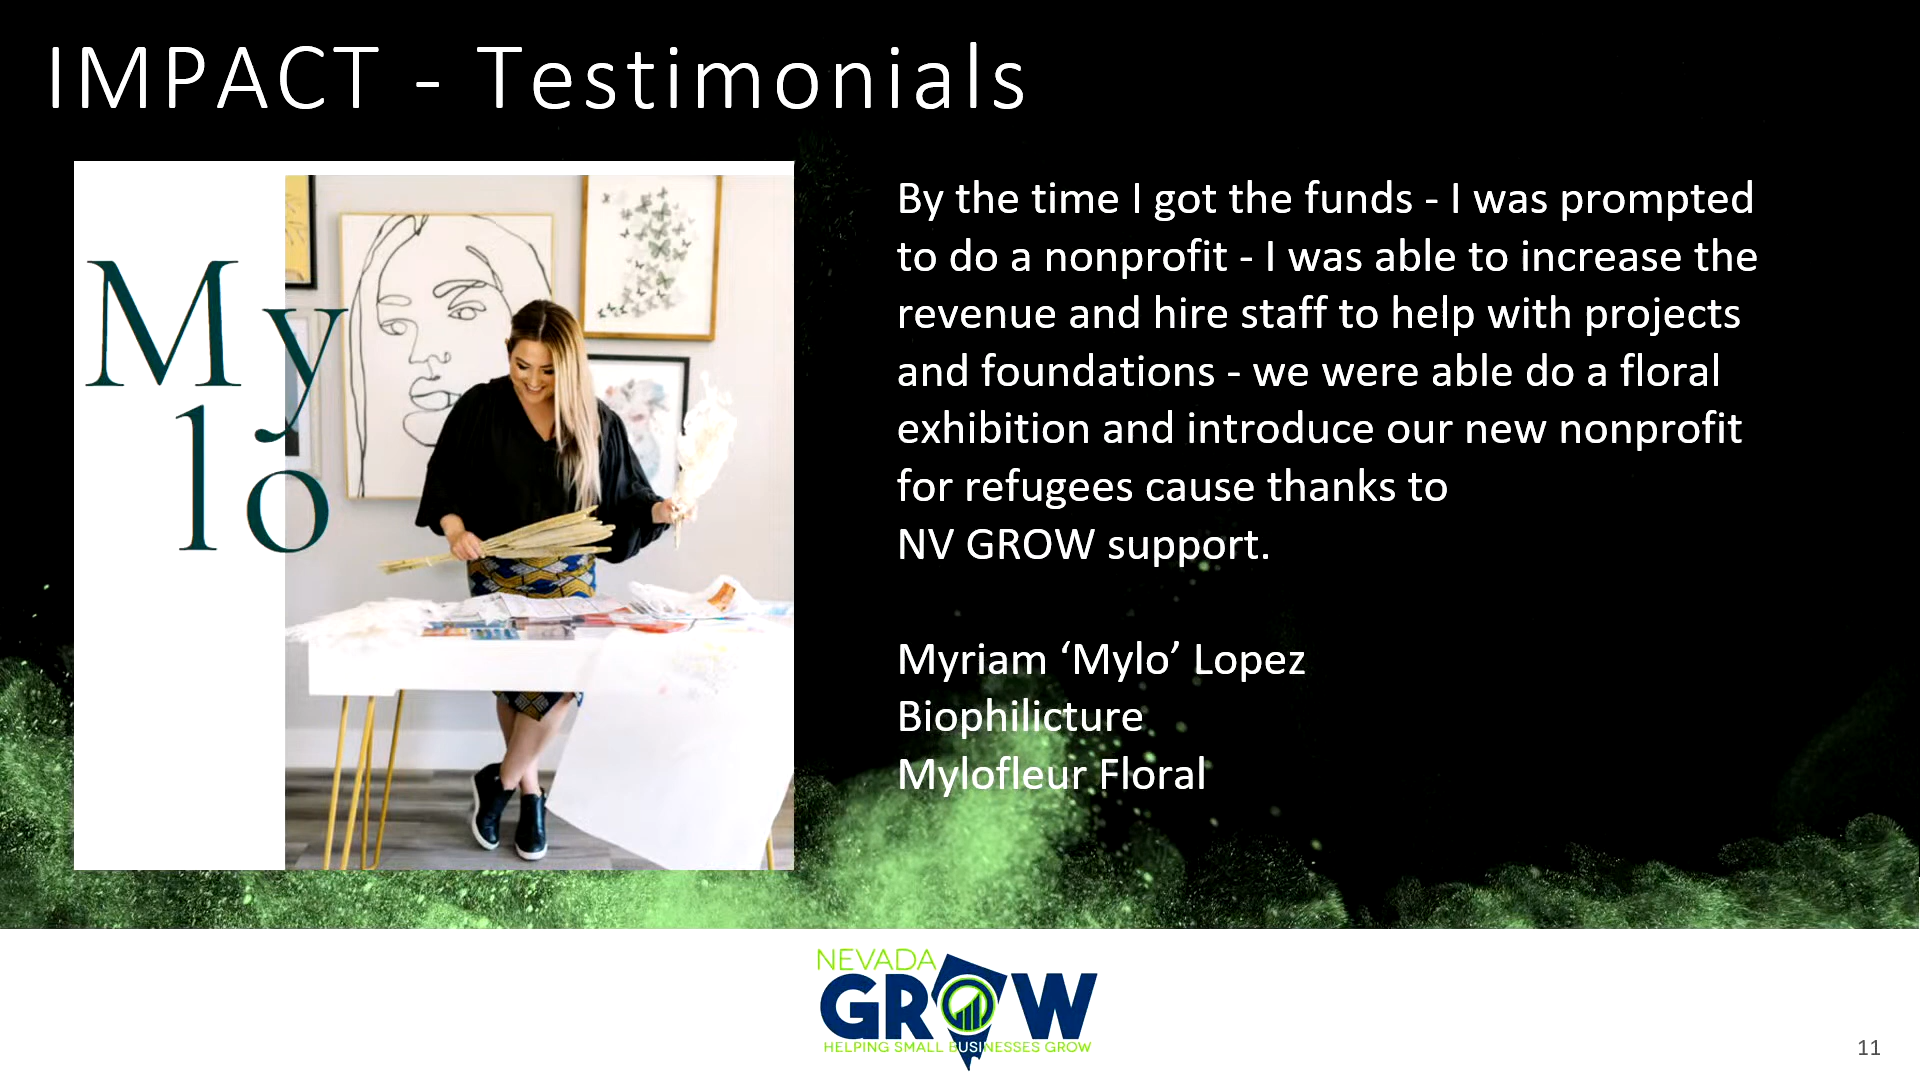 IMPACT - Testimonials
My
lo
By the time I got the funds - I was prompted
to do a nonprofit - I was able to increase the
revenue and hire staff to help with projects
and foundations - we were able do a floral
exhibition and introduce our new nonprofit
for refugees cause thanks to
NV GROW support.
Myriam ‘Mylo’ Lopez
Biophilicture
Mylofleur Floral
NEVADA
GROW
HELPING SMALL BUSINESSES GROW
11